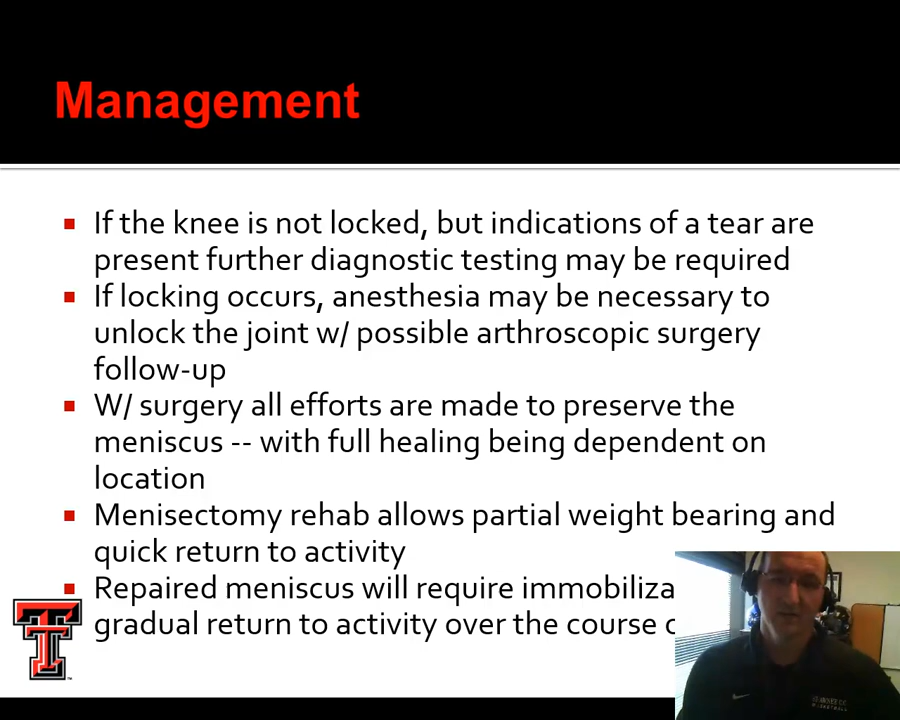 Management
If the knee is not locked, but indications of a tear are
present further diagnostic testing may be required
If locking occurs, anesthesia may be necessary to
unlock the joint w/ possible arthroscopic surgery
follow-up
W/ surgery all efforts are made to preserve the
meniscus -- with full healing being dependent on
location
Menisectomy rehab allows partial weight bearing and
quick return to activity
Repaired meniscus will require
gradual return to activity over the course
BASKETBALL